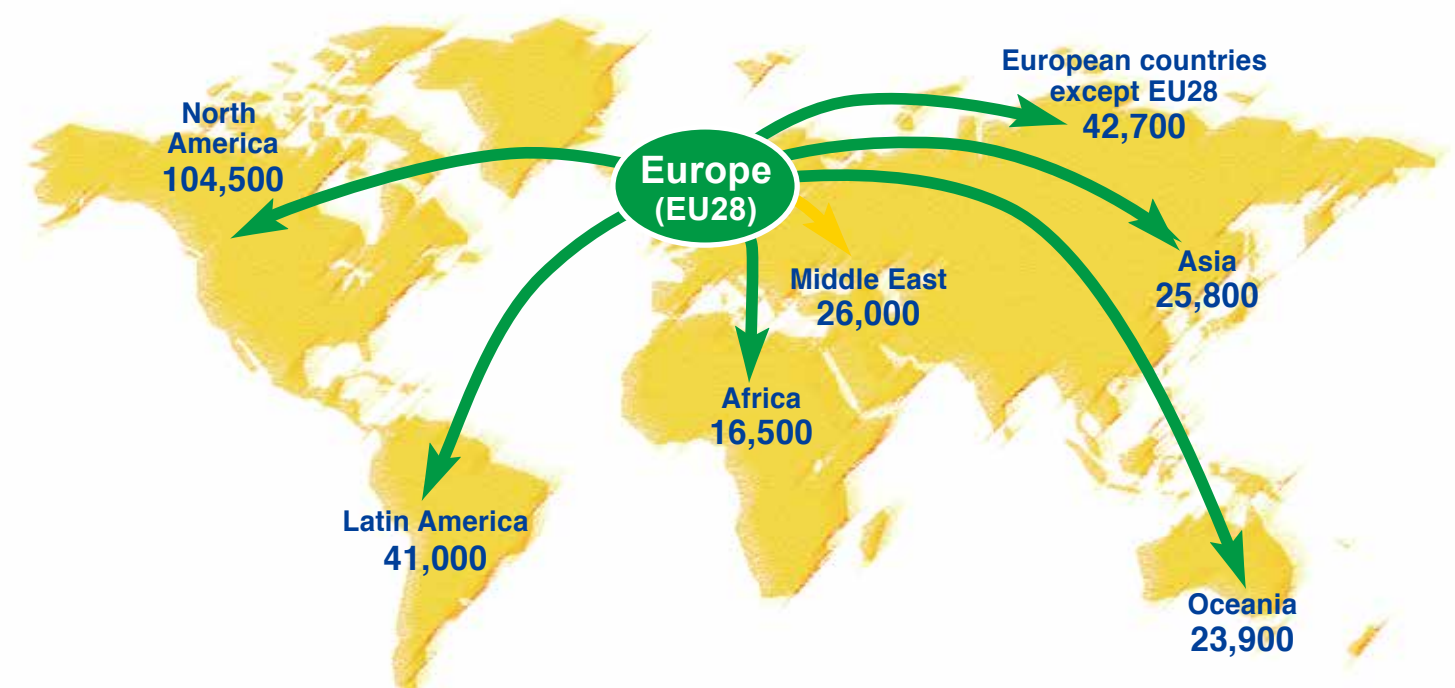 European countries
except EU28
42,700
North
America
104,500
Europe
(EU28)
Asia
25,800
Middle East
26,000
Africa
16,500
Latin America
41,000
Oceania
23,900